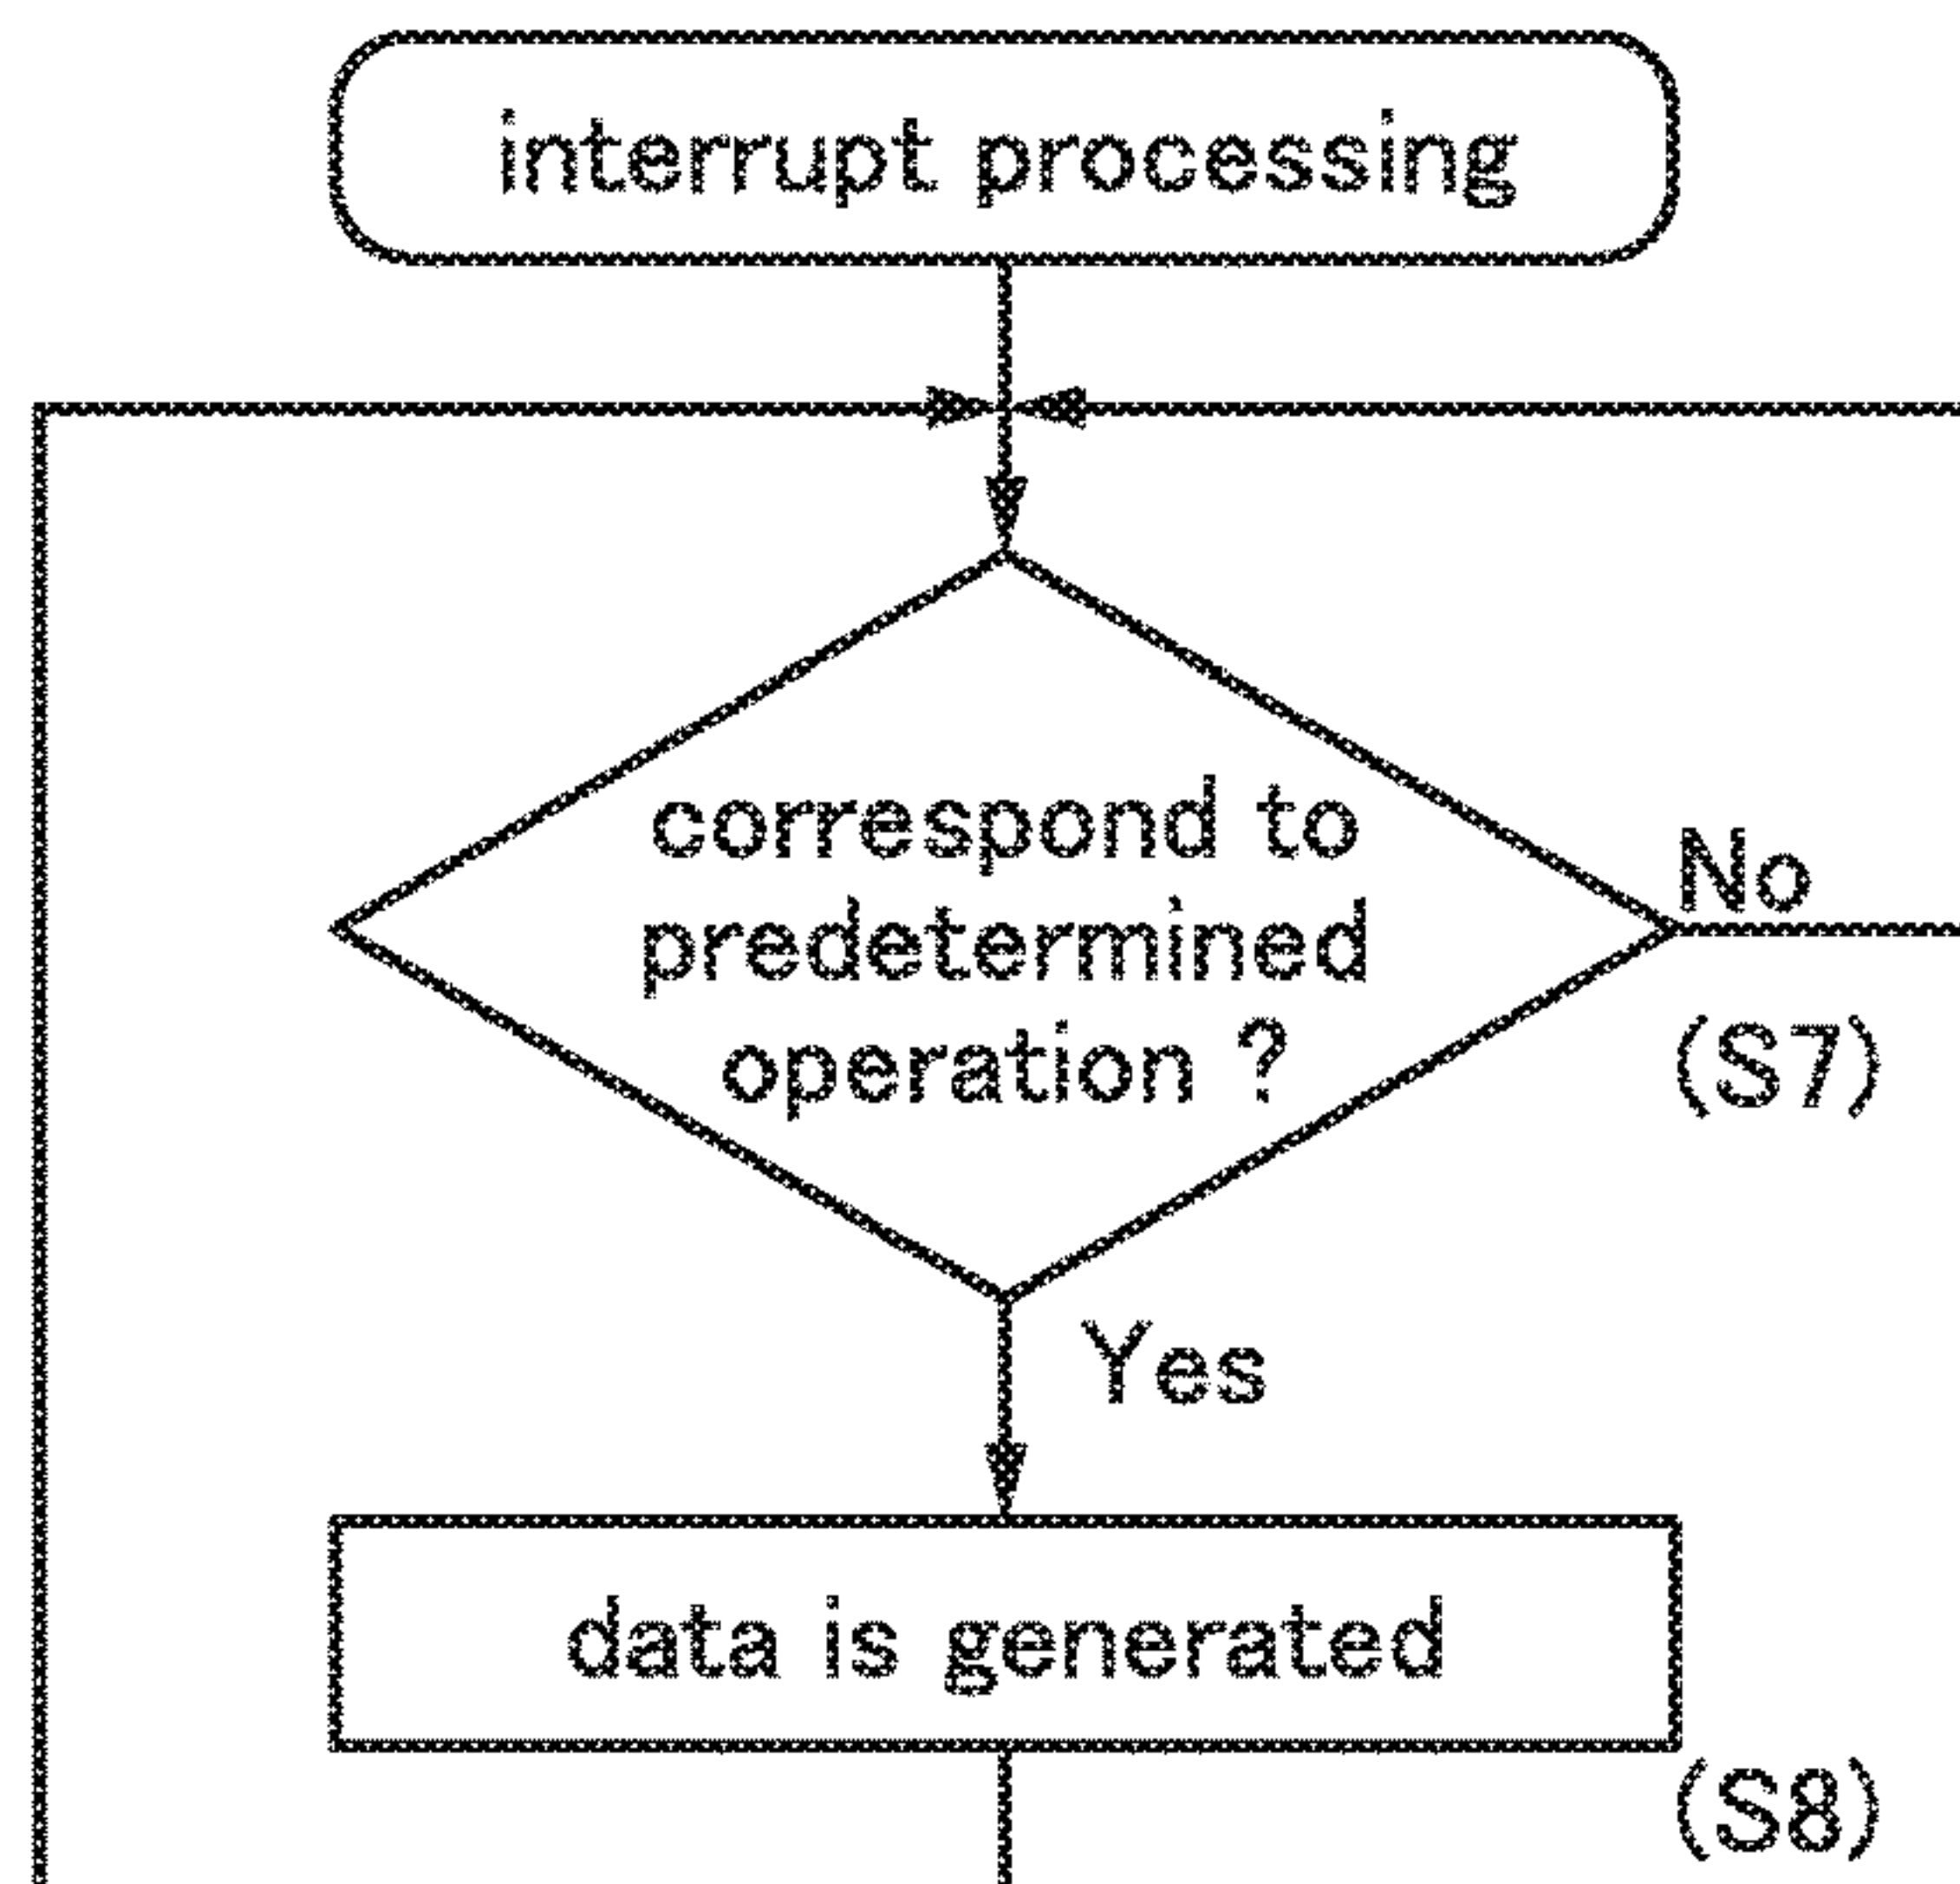 interrupt processing
correspond to
predetermined
operation ?
No
(S7)
Yes
data is generated
(S8)